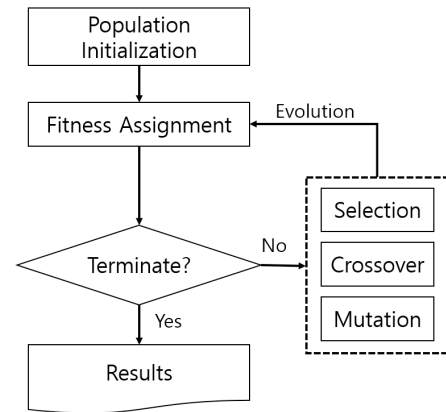 Population
Initialization
Fitness Assignment
Evolution
Selection
Terminate?
No
Crossover
Mutation
Yes
Results